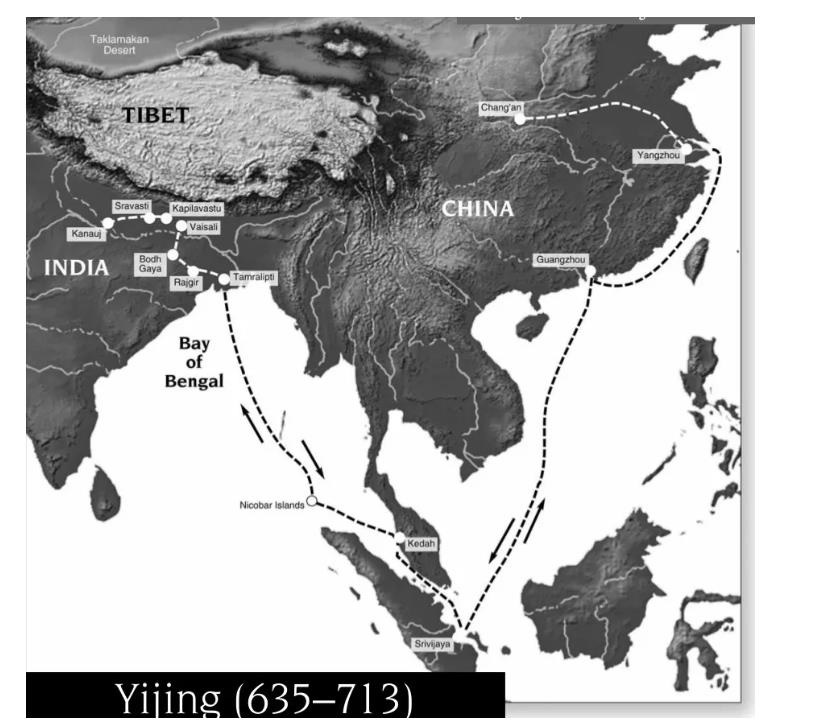 Taklamakan
Desert
TIBET
Chang'an
Yangzhou
CHINA
Sravasti
Kapilavastu
Kanauj
Vaisali
INDIA
Bodh
Gaya
Rajgir
Tamralipti
Guangzhou
Bay
of
Bengal
Nicobar Islands
Kedah
Srivijaya
Yijing (635–713)